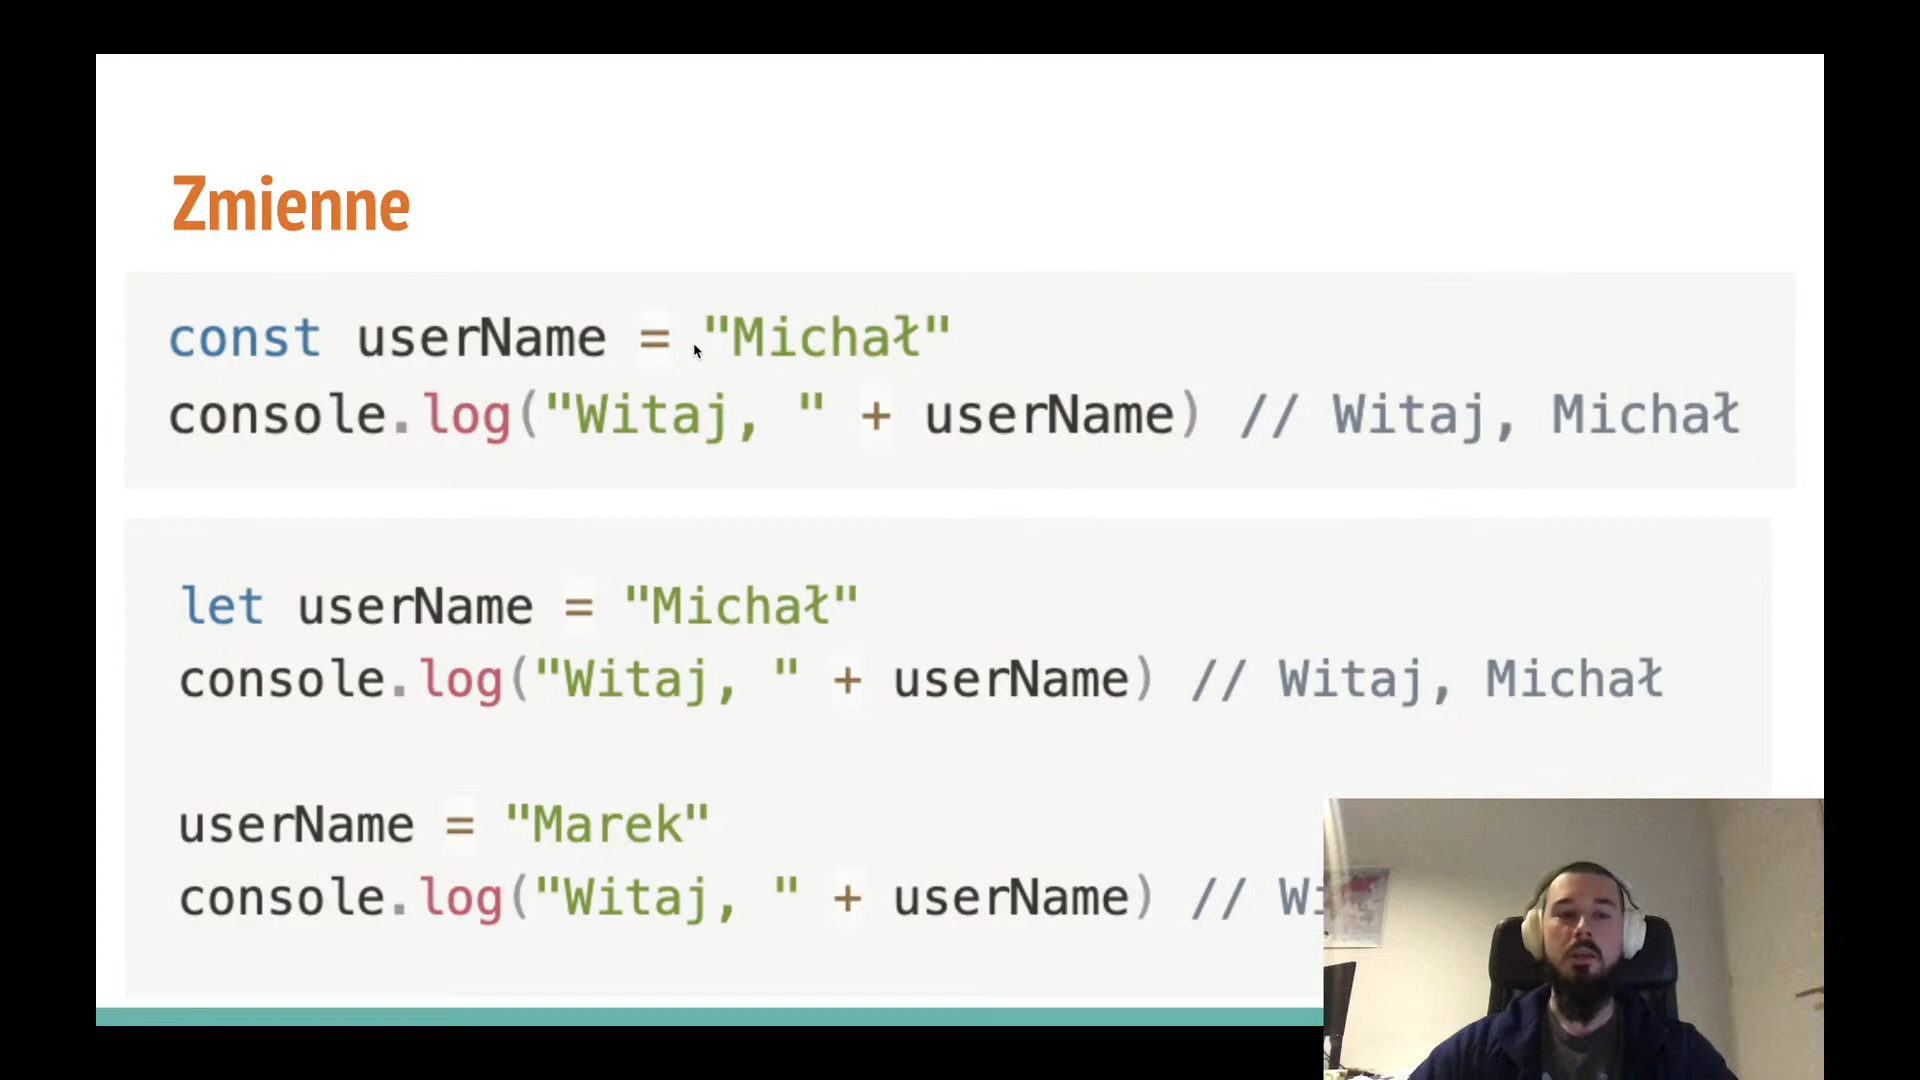 Zmienne
const userName = "Michał"
console.log("Witaj, " + userName) // Witaj, Michał
let userName = "Michał"
console.log("Witaj, " + userName) // Witaj, Michał
userName = "Marek"
console.log("Witaj, " + userName) //